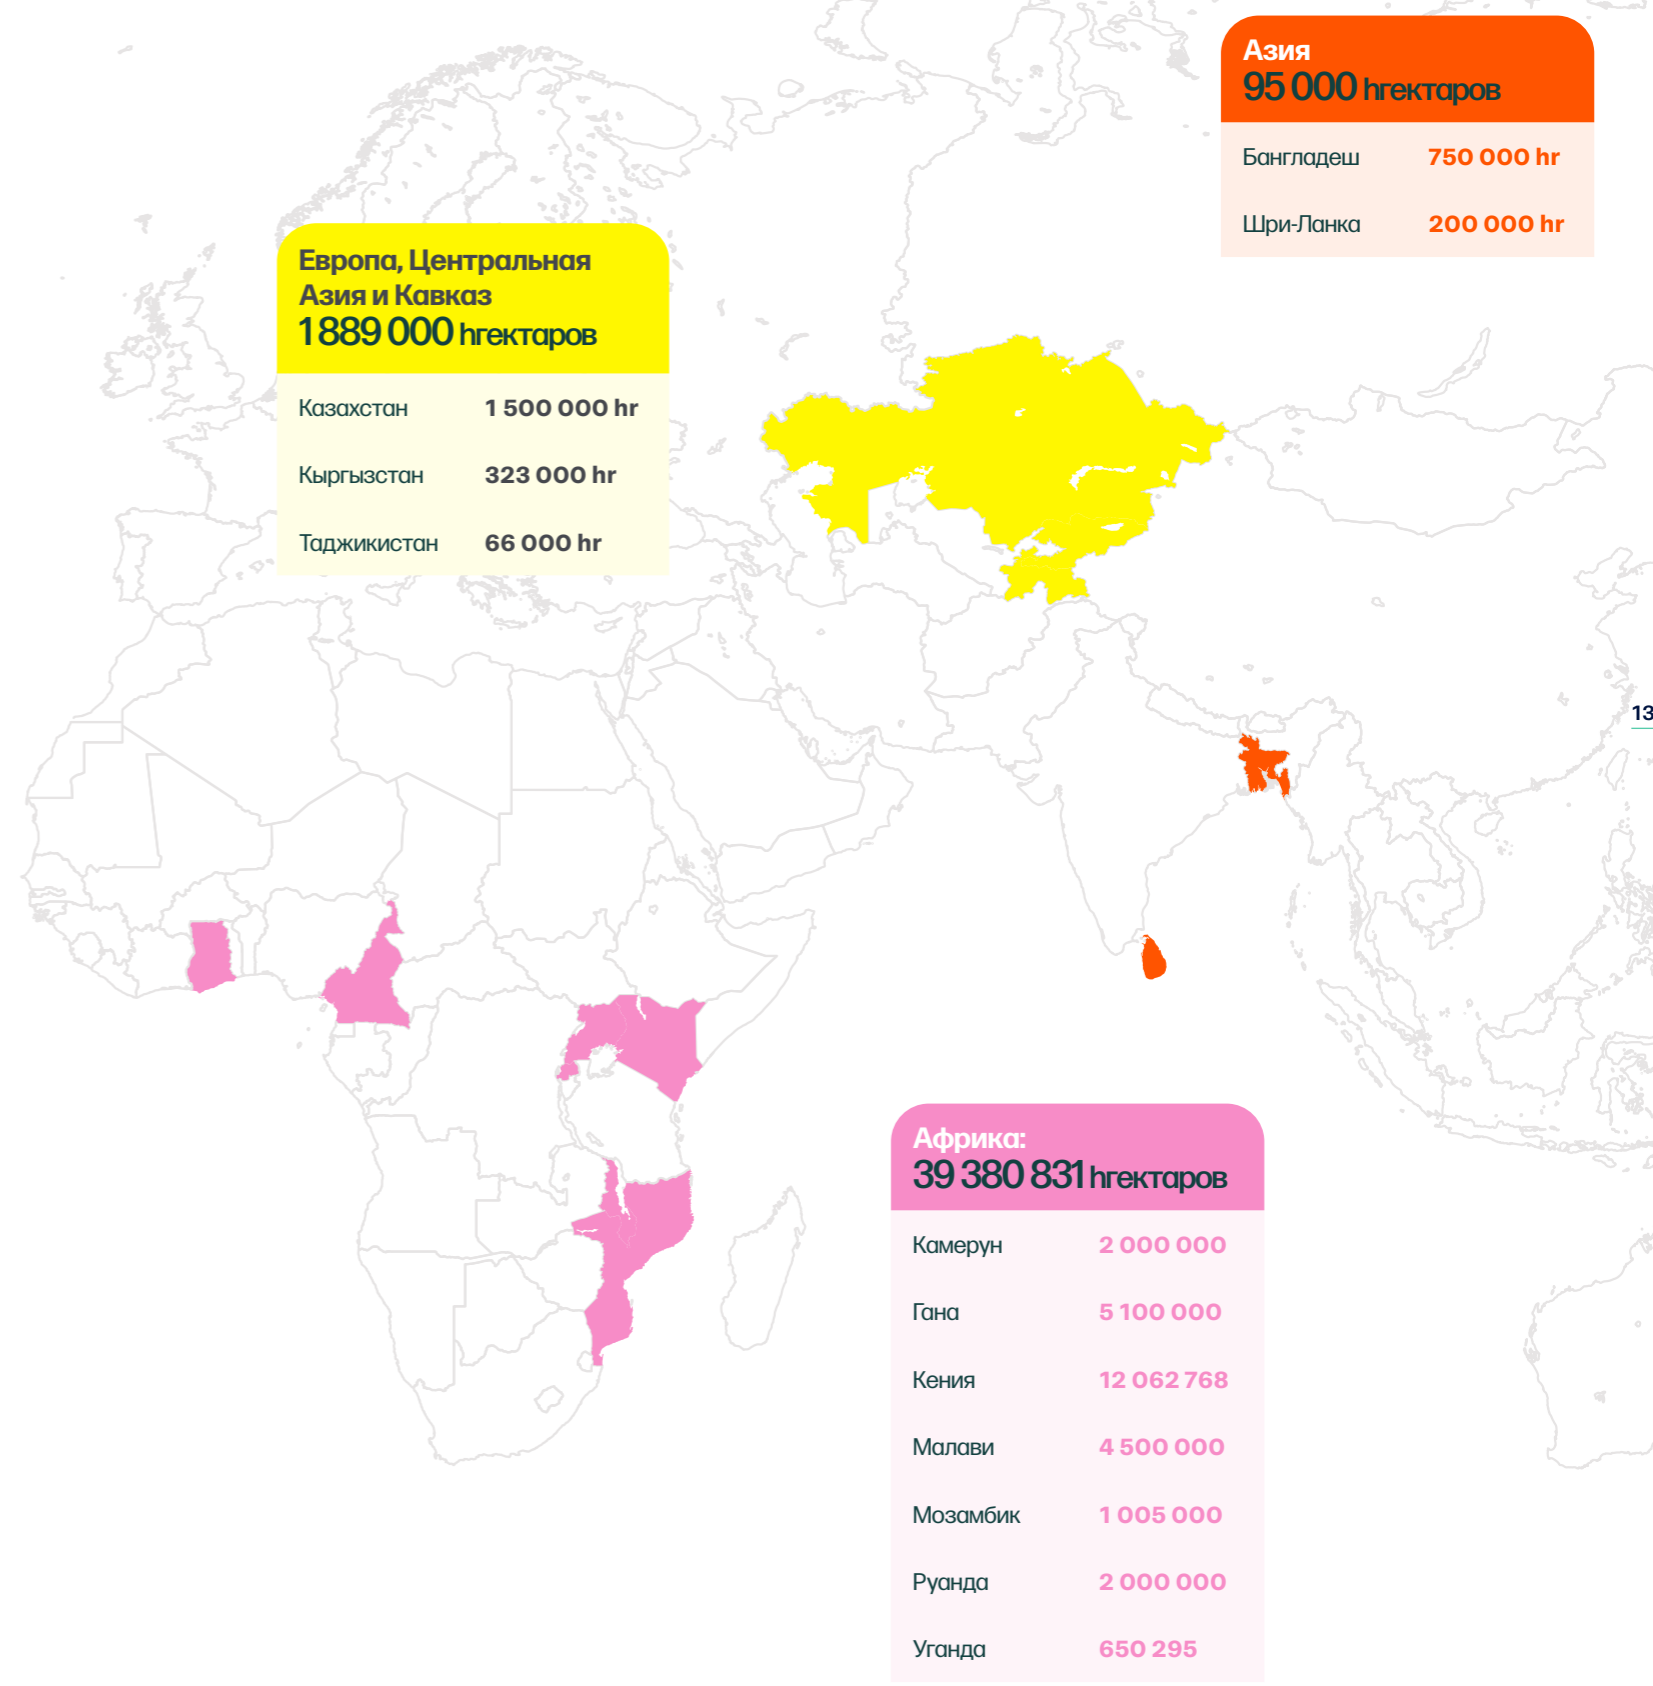 Азия
95 000 hгектаров
Бангладеш 750 000 hr
Шри-Ланка 200 000 hr
Европа, Центральная
Азия и Кавказ
1 889 000 hгектаров
Казахстан 1 500 000 hr
Кыргызстан 323 000 hr
Таджикистан 66 000 hr
13
Африка:
39 380 831 hгектаров
Камерун 2 000 000
Гана 5 100 000
Кения 12 062 768
Малави 4 500 000
Мозамбик 1 005 000
Руанда 2 000 000
Уганда 650 295